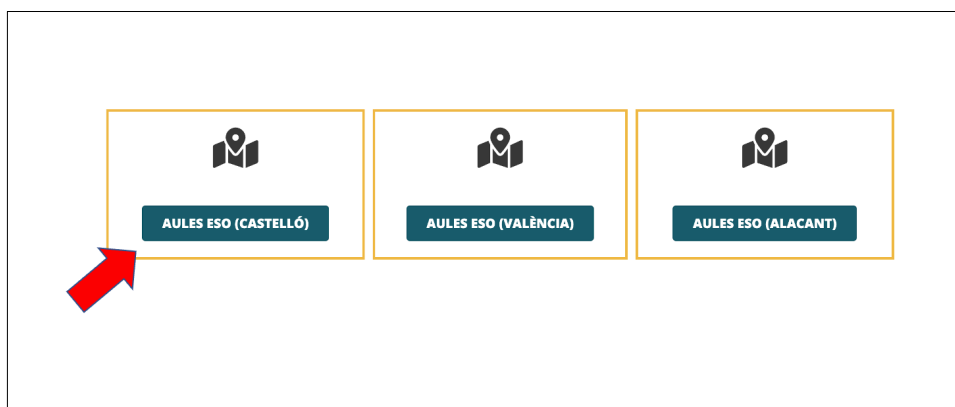 AULES ESO (CASTELLÓ)
AULES ESO (VALÈNCIA)
AULES ESO (ALACANT)